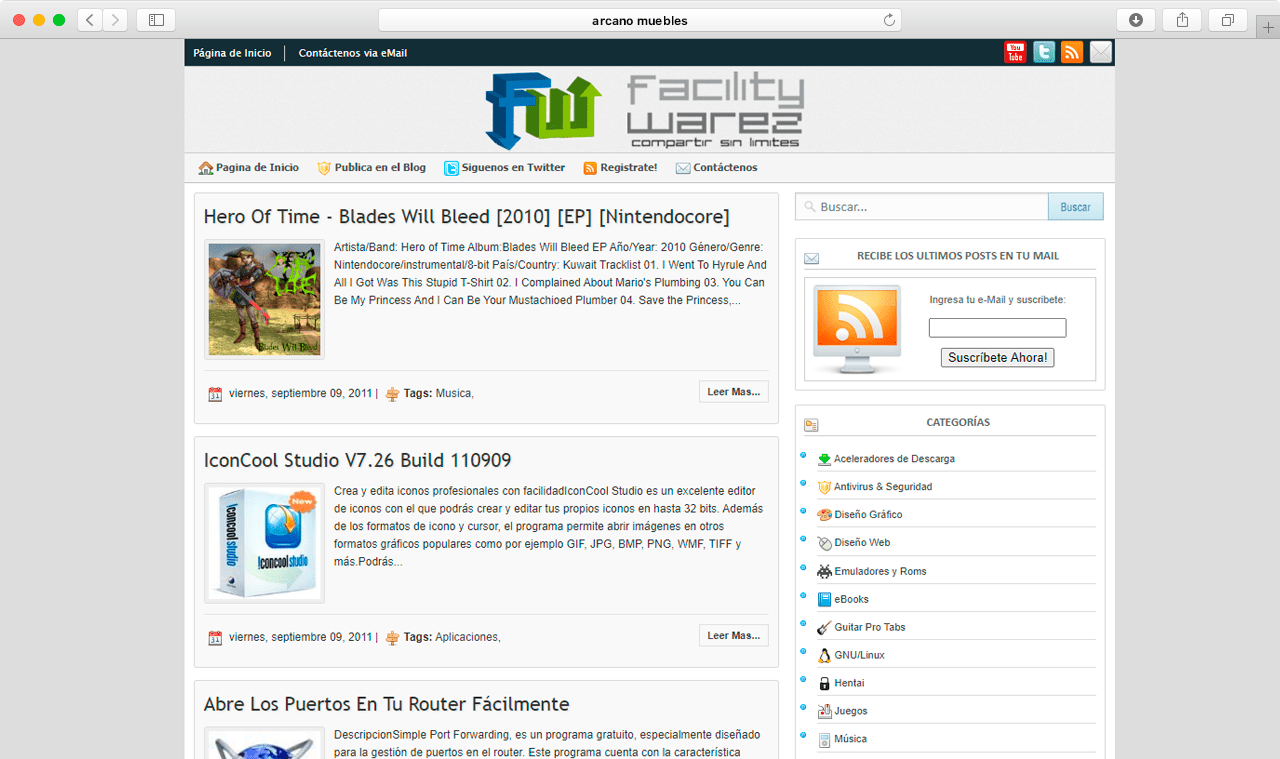 arcano muebles
Página de Inicio
Contáctenos via eMail
You
Tube
Facility
warez
compartir sin limites
Pagina de Inicio
Publica en el Blog
Siguenos en Twitter
Registrate!
Contáctenos
Hero Of Time - Blades Will Bleed [2010] [EP] [Nintendocore]
Artista/Band: Hero of Time Album:Blades Will Bleed EP Año/Year: 2010 Género/Genre:
Nintendocore/instrumental/8-bit País/Country: Kuwait Tracklist 01. I Went To Hyrule And
All I Got Was This Stupid T-Shirt 02. I Complained About Mario's Plumbing 03. You Can
Be My Princess And I Can Be Your Mustachioed Plumber 04. Save the Princess,...
Blades Will Bleed
31
viernes, septiembre 09, 2011 |
Tags: Musica,
Leer Mas...
IconCool Studio V7.26 Build 110909
New
Iconcool studio
Iconcool studio
Crea y edita iconos profesionales con facilidadIconCool Studio es un excelente editor
de iconos con el que podrás crear y editar tus propios iconos en hasta 32 bits. Además
de los formatos de icono y cursor, el programa permite abrir imágenes en otros
formatos gráficos populares como por ejemplo GIF, JPG, BMP, PNG, WMF, TIFF y
más.Podrás...
31
viernes, septiembre 09, 2011 |
Tags: Aplicaciones,
Leer Mas...
Abre Los Puertos En Tu Router Fácilmente
DescripcionSimple Port Forwarding, es un programa gratuito, especialmente diseñado
para la gestión de puertos en el router. Este programa cuenta con la característica
Buscar...
Buscar
RECIBE LOS ULTIMOS POSTS EN TU MAIL
Ingresa tu e-Mail y suscribete:
Suscríbete Ahora!
CATEGORÍAS
Aceleradores de Descarga
Antivirus & Seguridad
Diseño Gráfico
Diseño Web
Emuladores y Roms
eBooks
Guitar Pro Tabs
GNU/Linux
Hentai
Juegos
Música